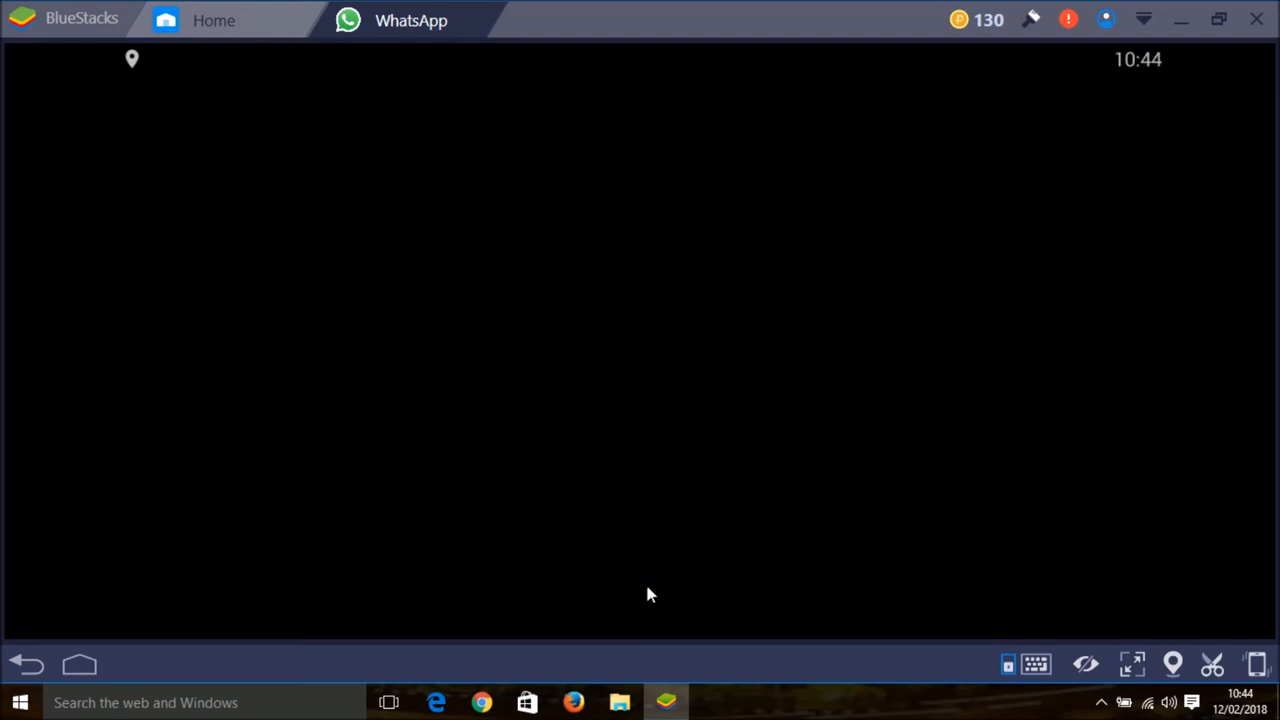 BlueStacks
Home
WhatsApp
130
10:44
Search the web and Windows
10:44
12/02/2018